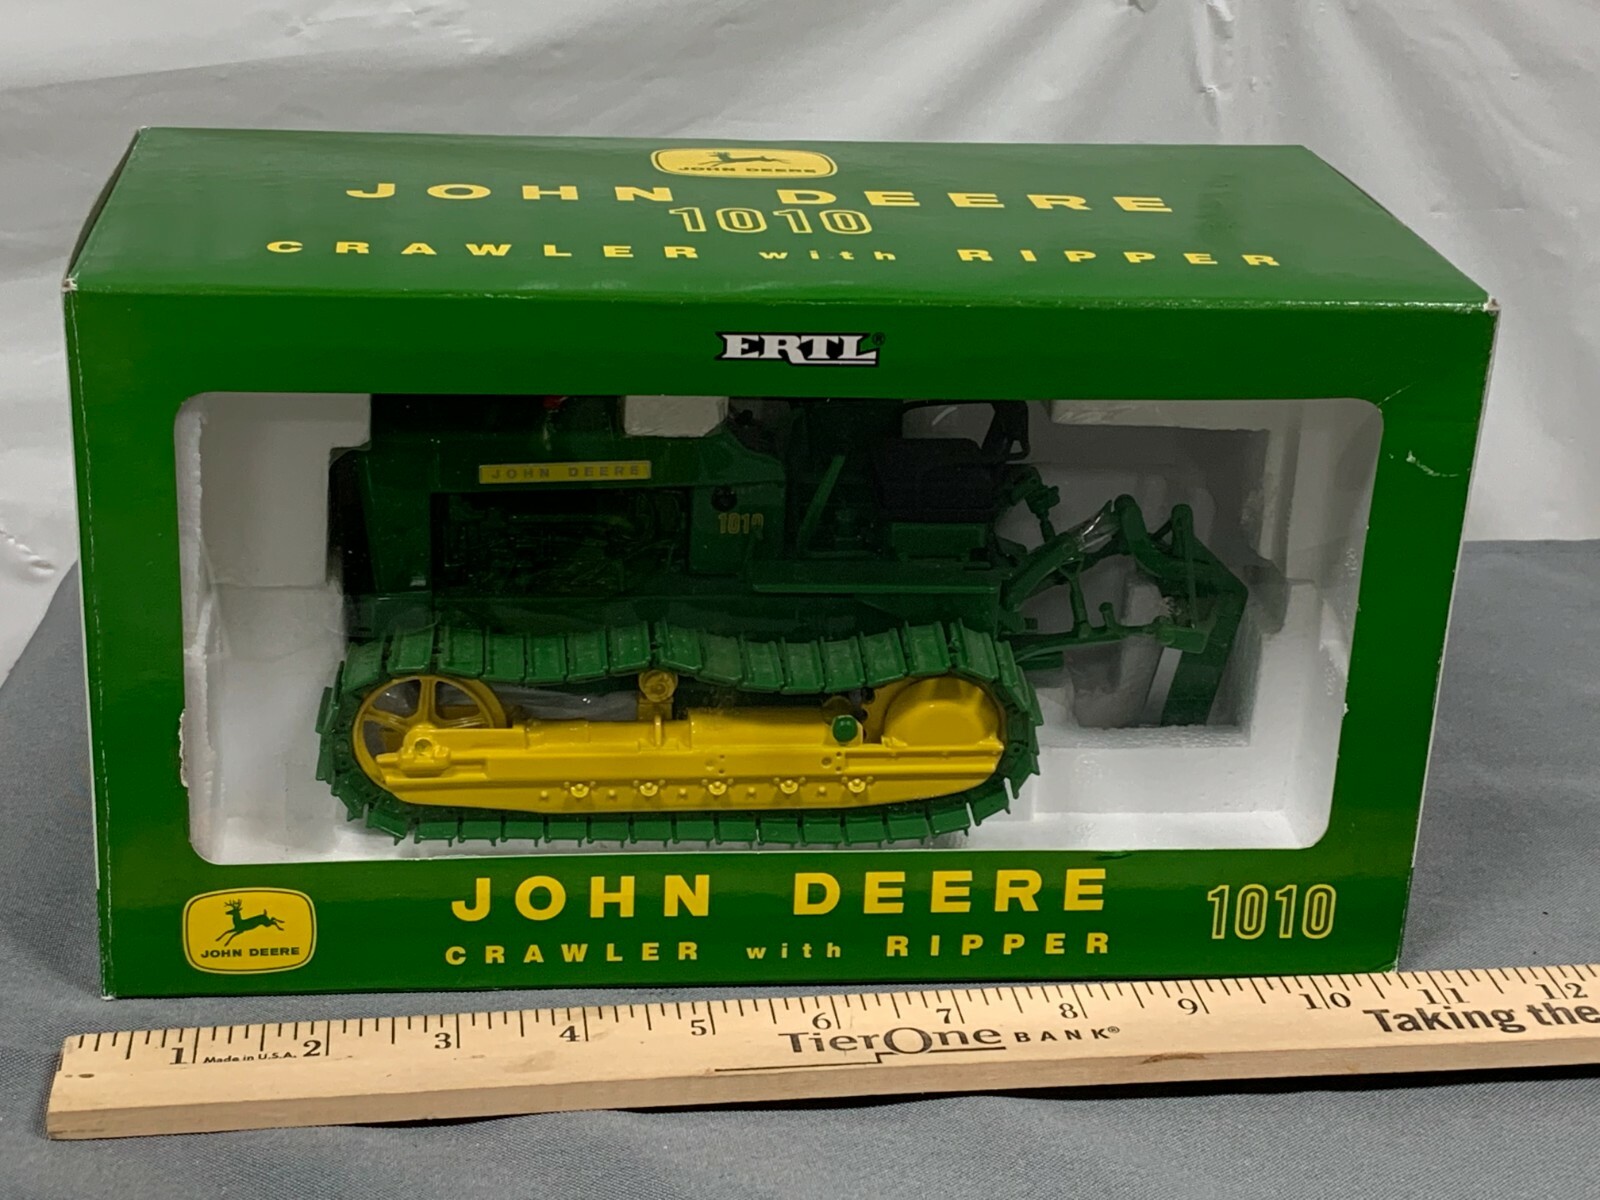 JOHN DEERE
JOHN DEERE
1010
CRAWLER with RIPPER
ERTL®
JOHN DEERE
1010
JOHN DEERE
JOHN DEERE
CRAWLER with RIPPER
1010
1 2 3 4 5 6 7 8 9 10 11 12
Made in U.S.A.
TierOne BANK®
Taking the